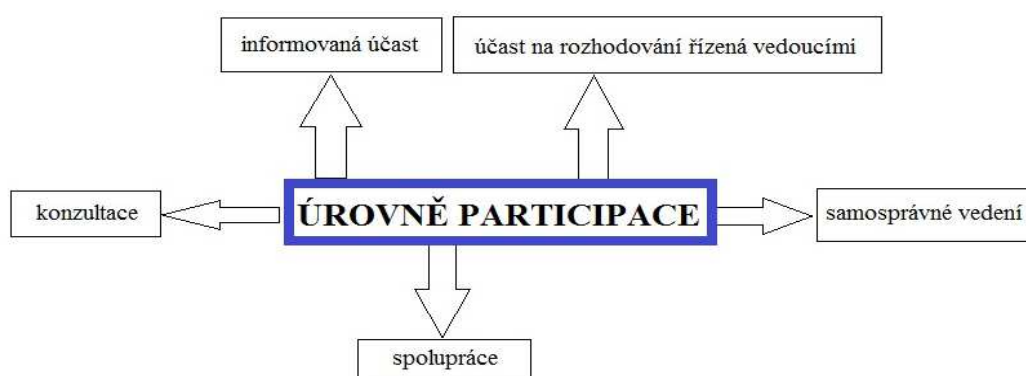 informovaná účast
účast na rozhodování řízená vedoucími
konzultace
ÚROVNĚ PARTICIPACE
samosprávné vedení
spolupráce